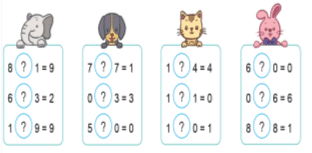 8 ? 1 = 9
6 ? 3 = 2
1 ? 9 = 9
7 ? 7 = 1
0 ? 3 = 3
5 ? 0 = 0
1 ? 4 = 4
1 ? 1 = 0
1 ? 0 = 1
6 ? 0 = 0
0 ? 6 = 6
8 ? 8 = 1